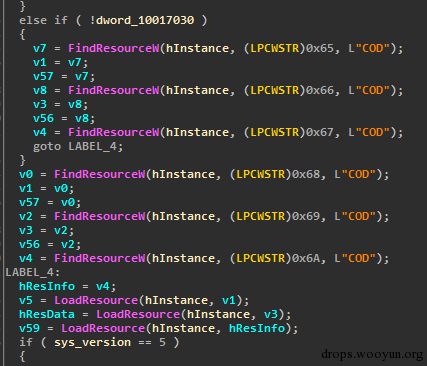 }
else if ( !dword_10017030 )
{
v7 = FindResourceW(hInstance, (LPCWSTR)0x65, L"COD");
v1 = v7;
v57 = v7;
v8 = FindResourceW(hInstance, (LPCWSTR)0x66, L"COD");
v3 = v8;
v56 = v8;
v4 = FindResourceW(hInstance, (LPCWSTR)0x67, L"COD");
goto LABEL_4;
}
v0 = FindResourceW(hInstance, (LPCWSTR)0x68, L"COD");
v1 = v0;
v57 = v0;
v2 = FindResourceW(hInstance, (LPCWSTR)0x69, L"COD");
v3 = v2;
v56 = v2;
v4 = FindResourceW(hInstance, (LPCWSTR)0x6A, L"COD");
LABEL_4:
hResInfo = v4;
v5 = LoadResource(hInstance, v1);
hResData = LoadResource(hInstance, v3);
v59 = LoadResource(hInstance, hResInfo);
if ( sys_version == 5 )
{
drops.wooyun.org